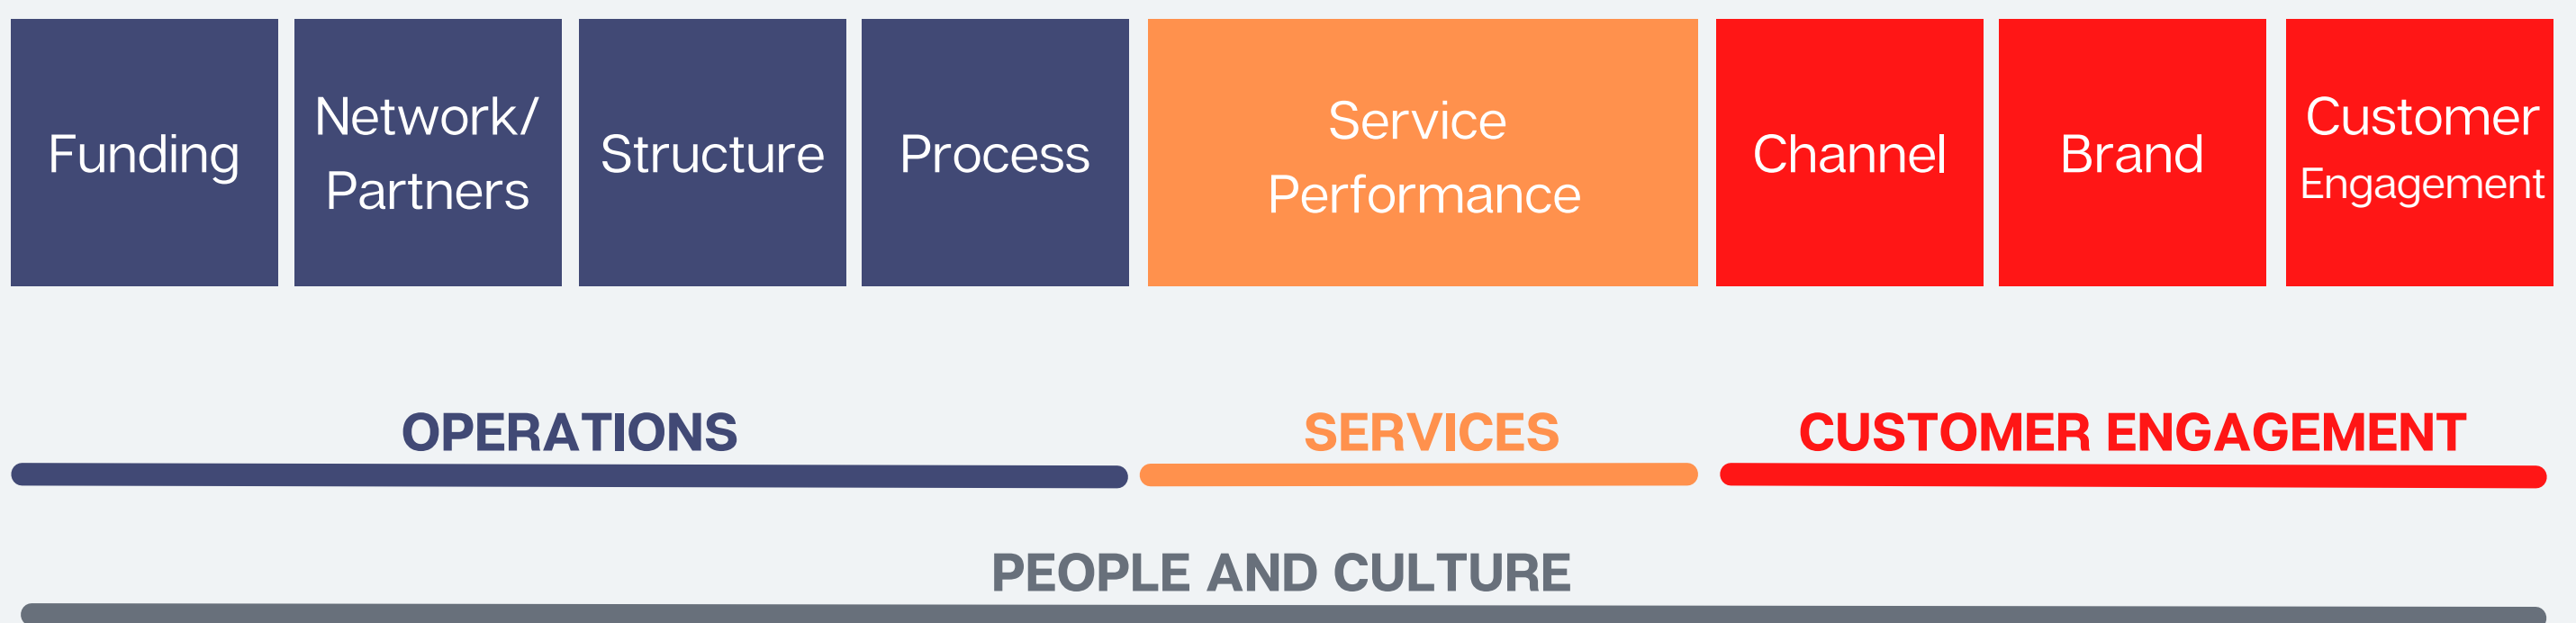 Funding
Network/
Partners
Structure
Process
Service
Performance
Channel
Brand
Customer
Engagement
OPERATIONS
SERVICES
CUSTOMER ENGAGEMENT
PEOPLE AND CULTURE